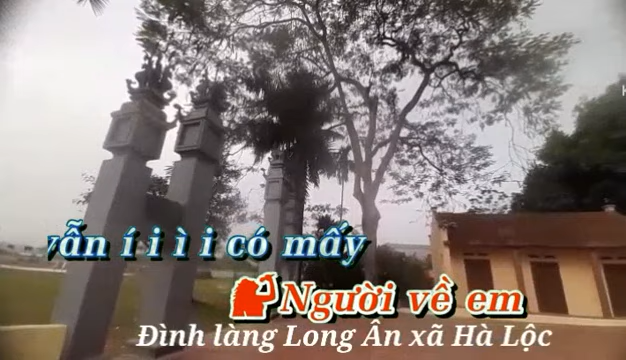 vẫn í i ì i có mấy
Người về em
Đình làng Long Ân xã Hà Lộc